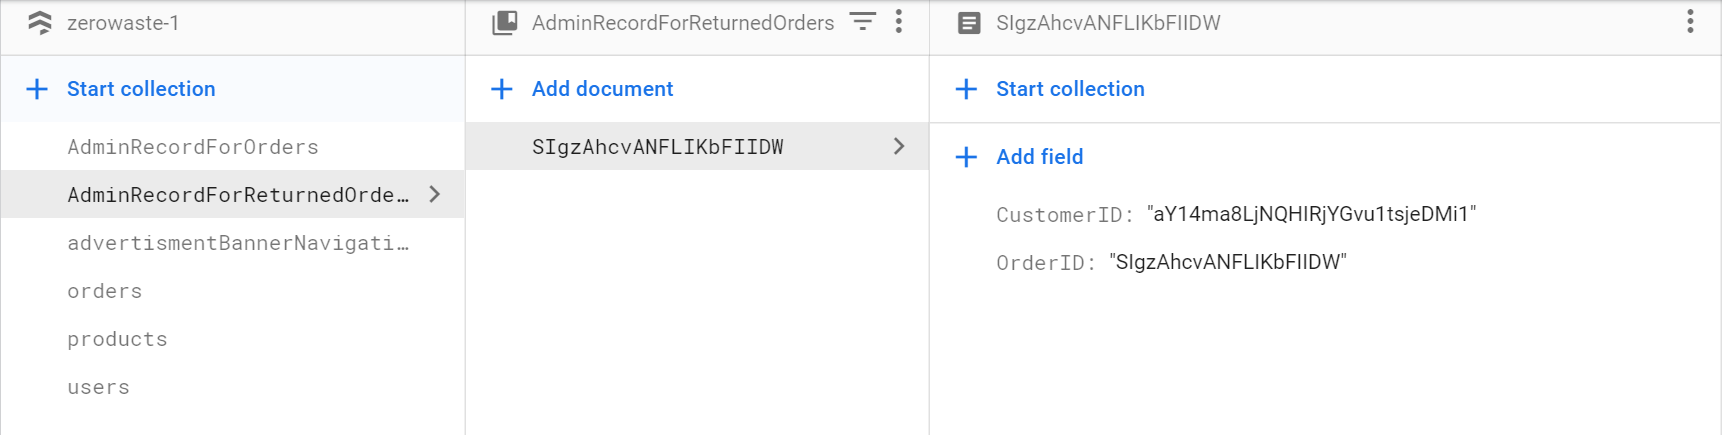 zerowaste-1
Start collection
AdminRecordForOrders
AdminRecordForReturnedOrde…
advertismentBannerNavigati…
orders
products
users
AdminRecordForReturnedOrders
Add document
SIgzAhcvANFLIKbFIIDW
SIgzAhcvANFLIKbFIIDW
Start collection
Add field
CustomerID: "aY14ma8LjNQHIRjYGvu1tsjeDMi1"
OrderID: "SIgzAhcvANFLIKbFIIDW"